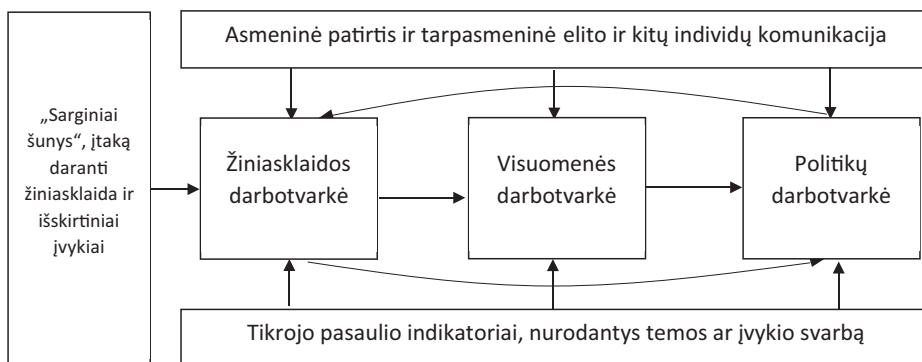 Asmeninė patirtis ir tarpasmeninė elito ir kitų individų komunikacija
„Sarginiai
šunys“, įtaką
daranti
žiniasklaida ir
išskirtiniai
įvykiai
Žiniasklaidos
darbotvarkė
Visuomenės
darbotvarkė
Politikų
darbotvarkė
Tikrojo pasaulio indikatoriai, nurodantys temos ar įvykio svarbą